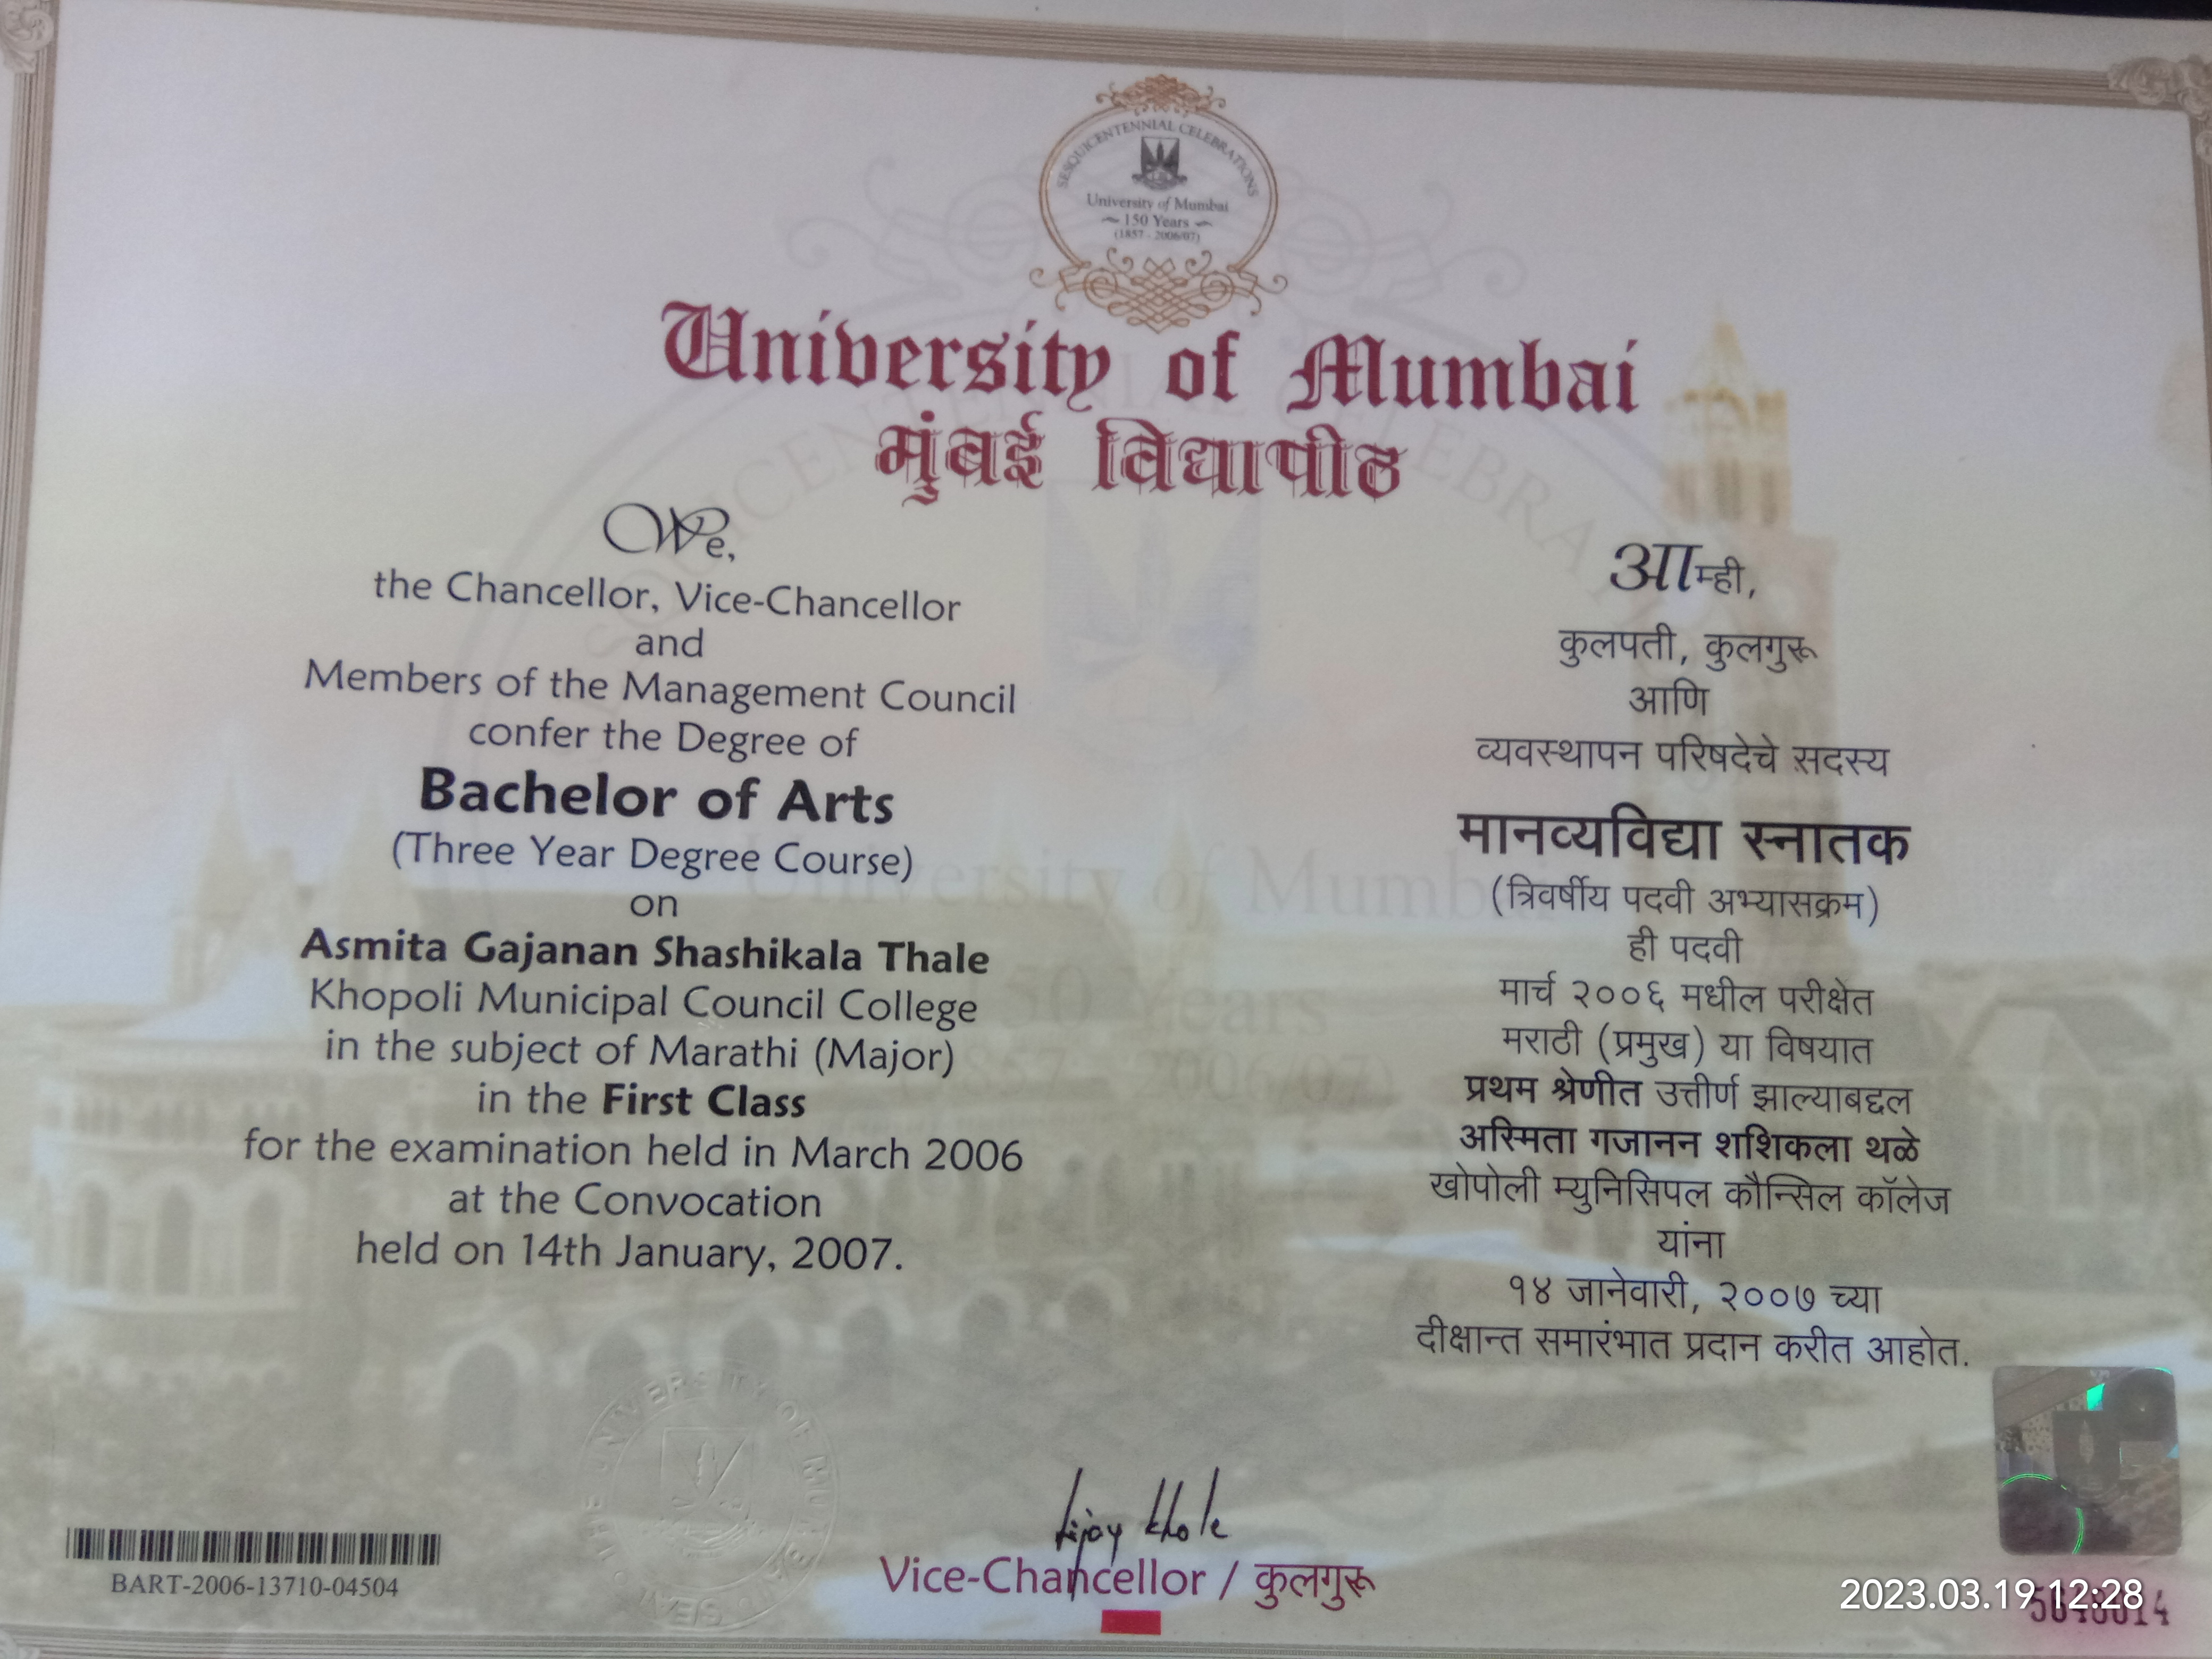 SESQUICENTENNIAL CELEBRATIONS
University of Mumbai
150 Years
(1857 - 2006/07)
University of Mumbai
मुंबई विद्यापीठ
We,
the Chancellor, Vice-Chancellor
and
Members of the Management Council
confer the Degree of
Bachelor of Arts
(Three Year Degree Course)
on
Asmita Gajanan Shashikala Thale
Khopoli Municipal Council College
in the subject of Marathi (Major)
in the First Class
for the examination held in March 2006
at the Convocation
held on 14th January, 2007.
आम्ही,
कुलपती, कुलगुरू
आणि
व्यवस्थापन परिषदेचे सदस्य
मानव्यविद्या स्नातक
(त्रिवर्षीय पदवी अभ्यासक्रम)
ही पदवी
मार्च २००६ मधील परीक्षेत
मराठी (प्रमुख) या विषयात
प्रथम श्रेणीत उत्तीर्ण झाल्याबद्दल
अस्मिता गजानन शशिकला थळे
खोपोली म्युनिसिपल कौन्सिल कॉलेज
यांना
१४ जानेवारी, २००७ च्या
दीक्षान्त समारंभात प्रदान करीत आहोत.
BART-2006-13710-04504
Vijay Khole
Vice-Chancellor / कुलगुरू
2023.03.19 12:28